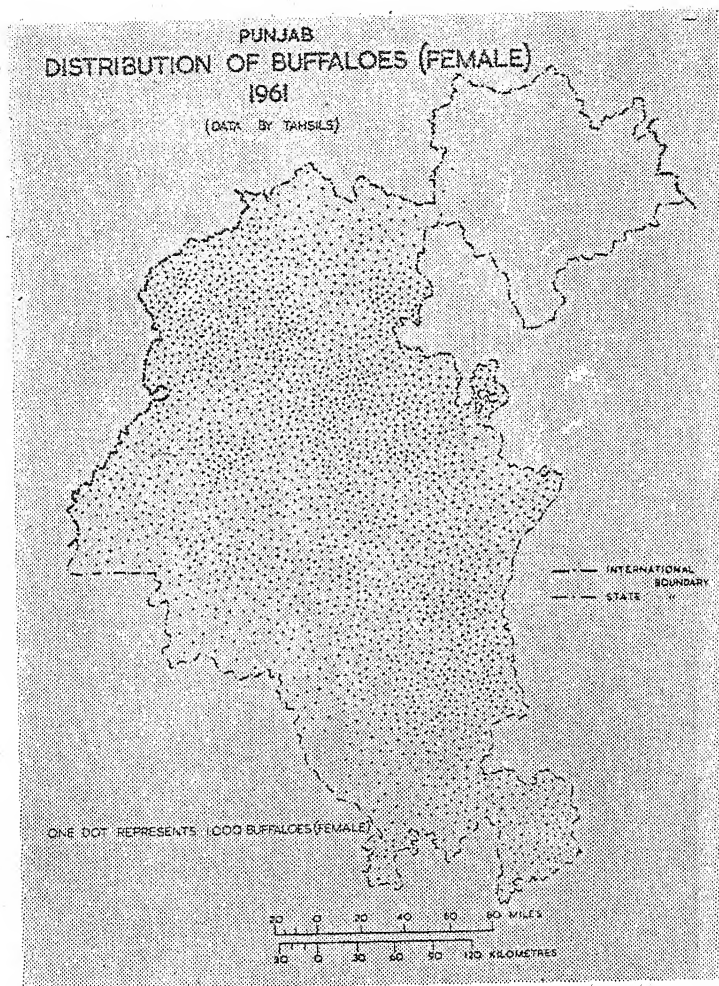 PUNJAB
DISTRIBUTION OF BUFFALOES (FEMALE)
1961
(DATA BY TAHSILS)
INTERNATIONAL
BOUNDARY
STATE "
ONE DOT REPRESENTS 1,000 BUFFALOES (FEMALE)
20 0 20 40 60 80 MILES
30 0 30 60 90 120 KILOMETRES